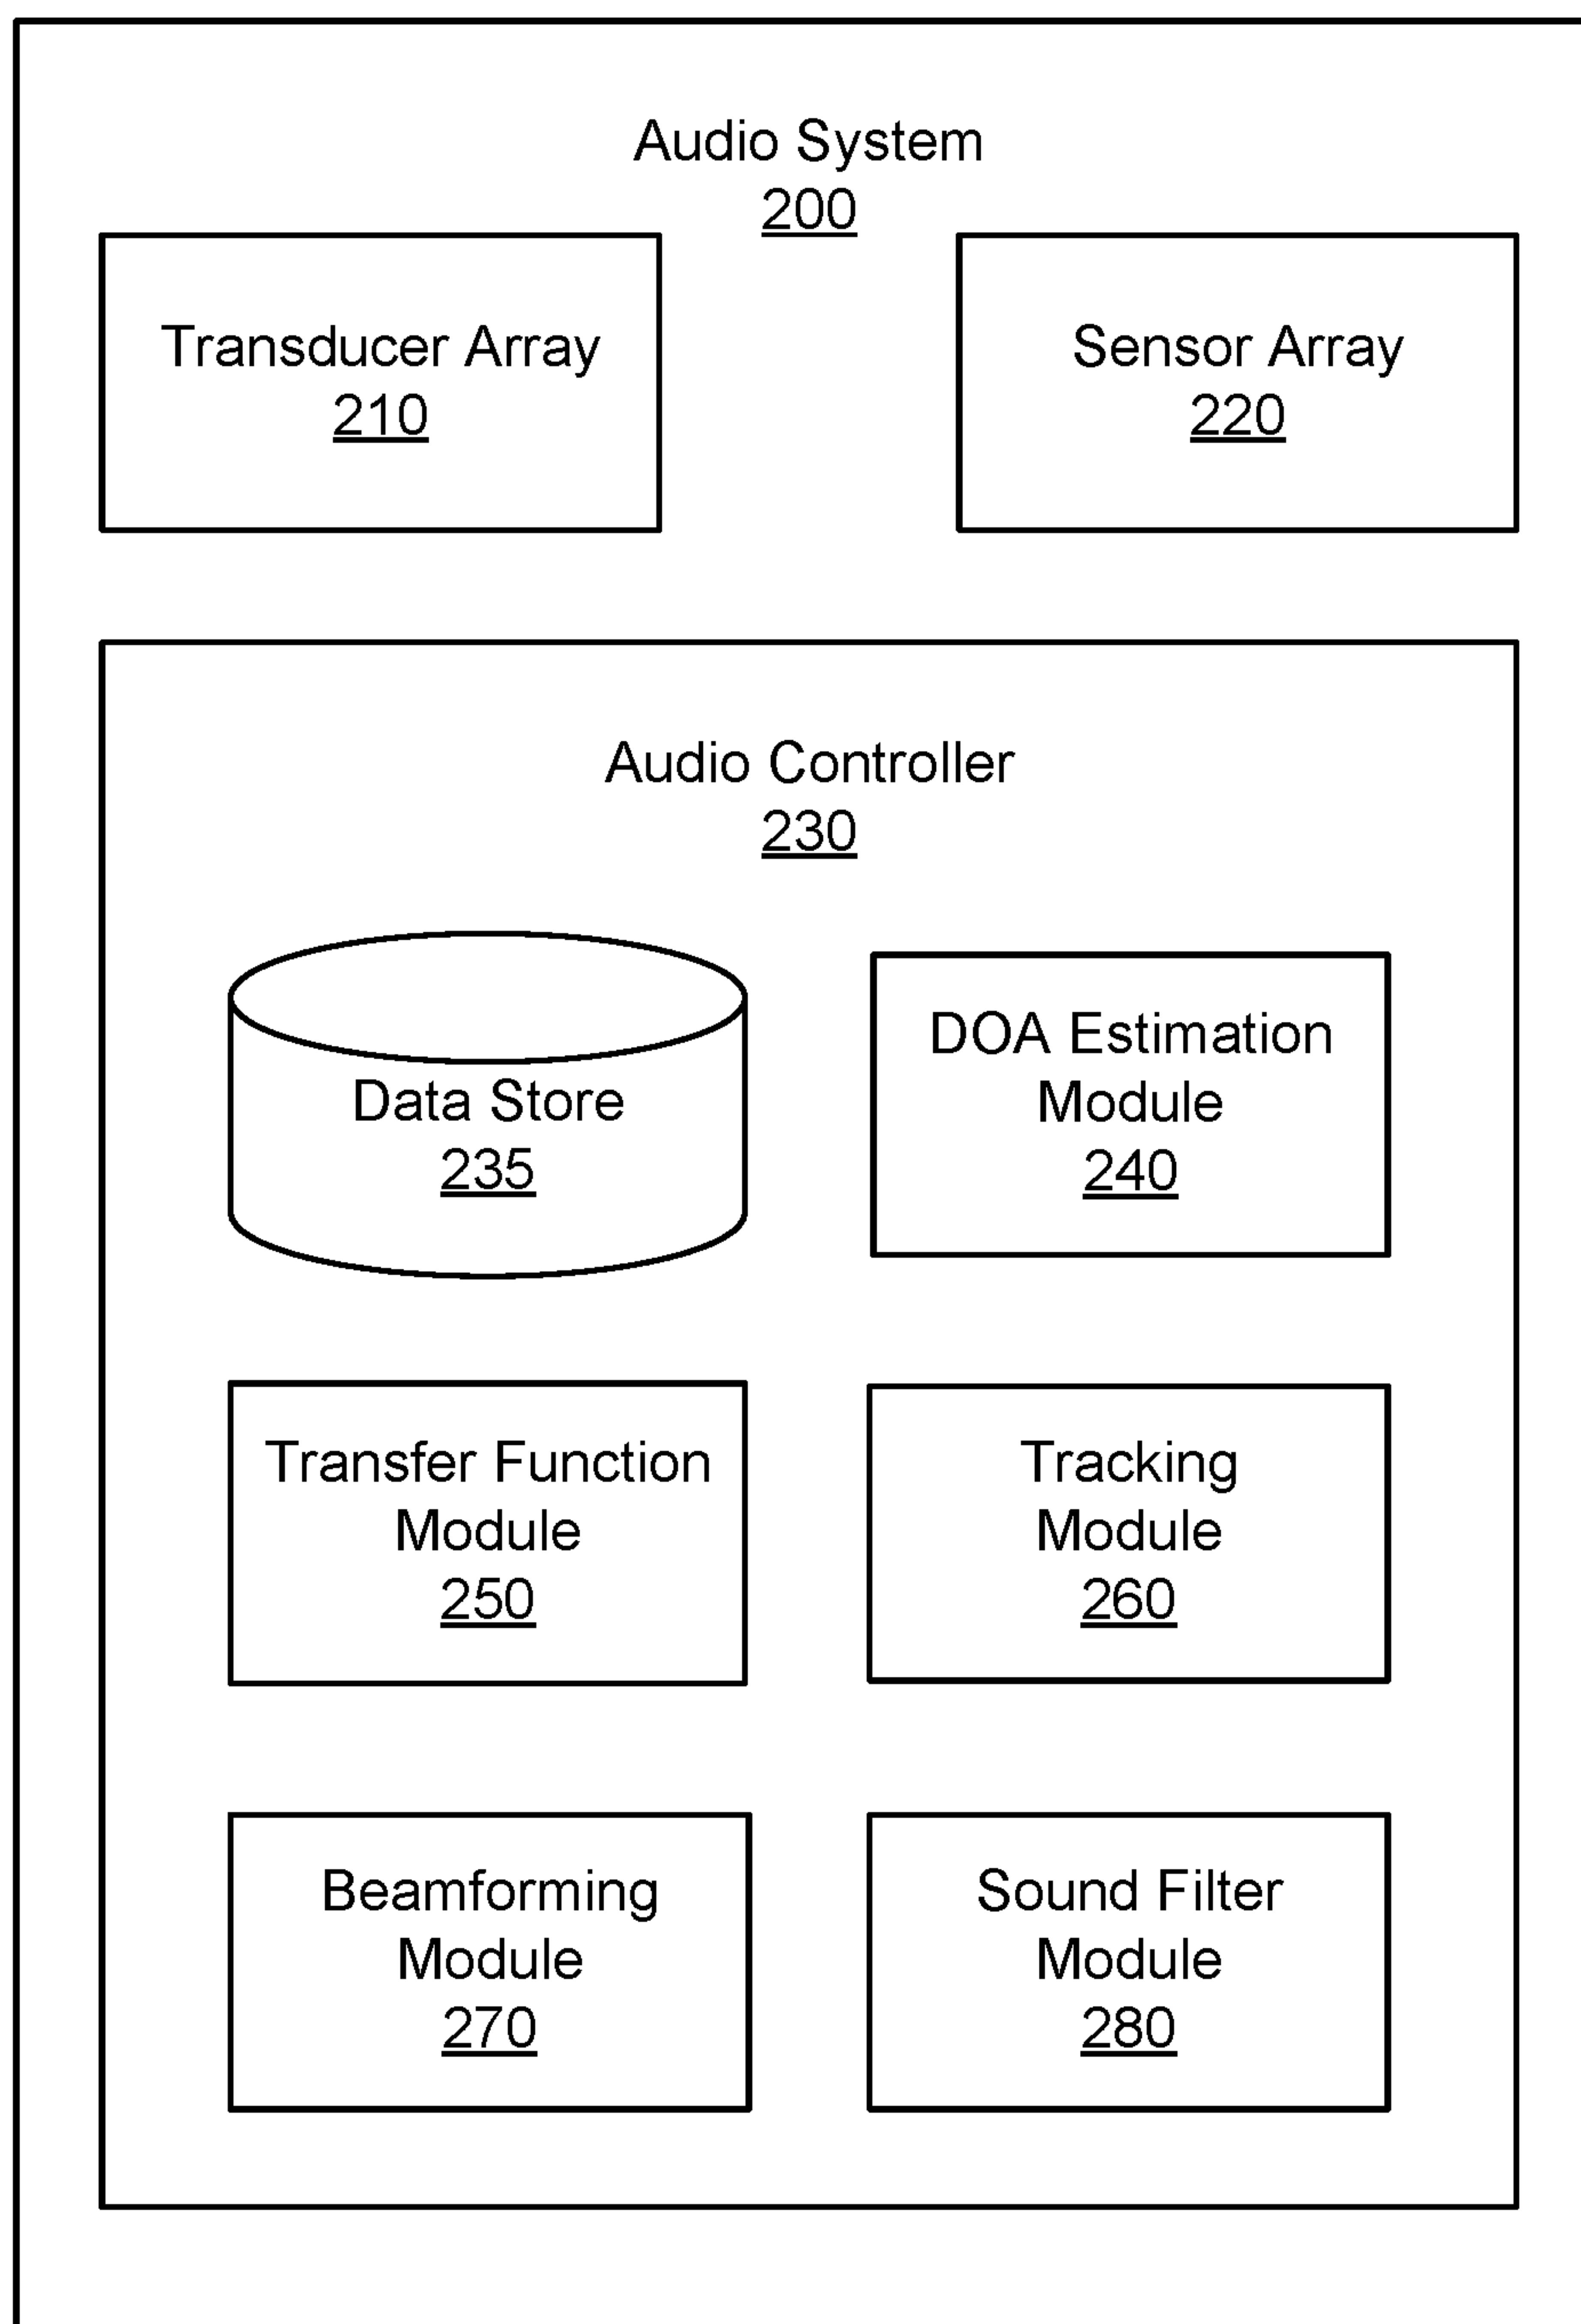 Audio System
200
Transducer Array
210
Sensor Array
220
Audio Controller
230
Data Store
235
DOA Estimation
Module
240
Transfer Function
Module
250
Tracking
Module
260
Beamforming
Module
270
Sound Filter
Module
280